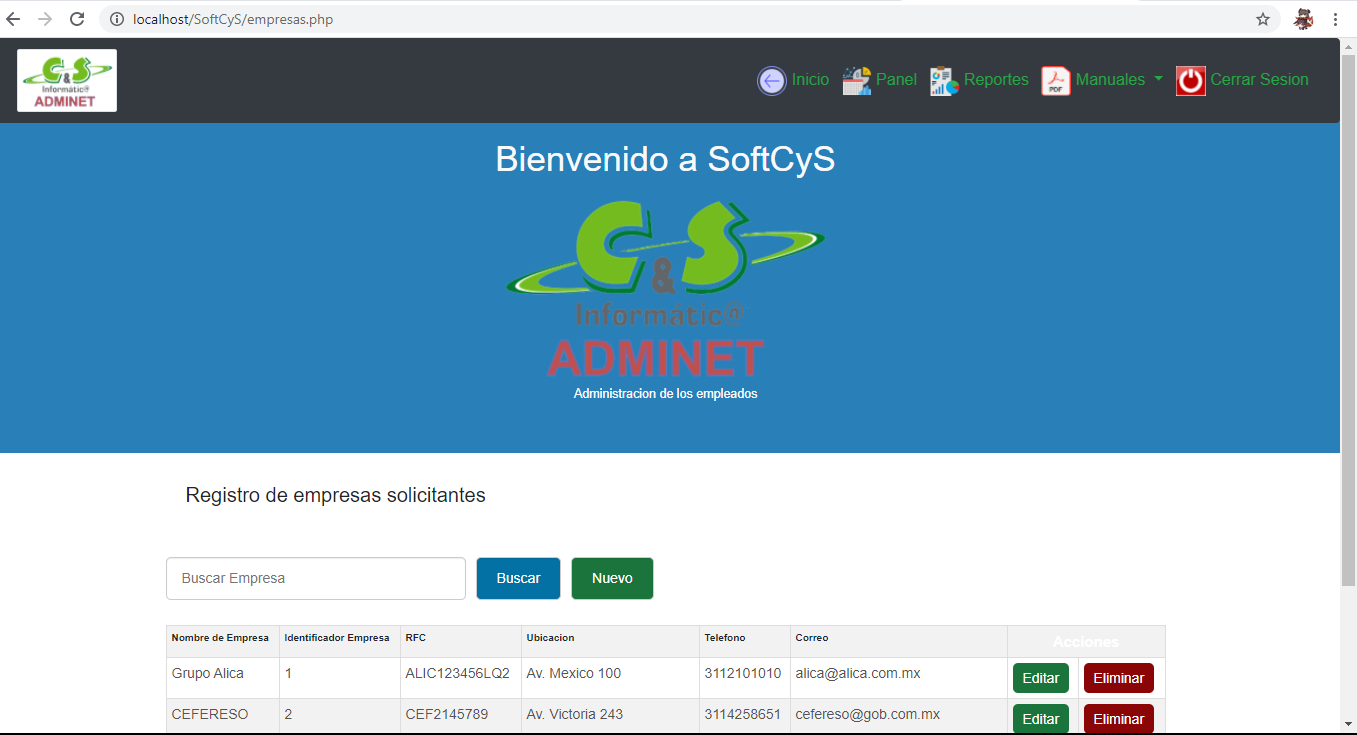 localhost/SoftCyS/empresas.php
C&S
Informátic@
ADMINET
Inicio
Panel
Reportes
PDF
Manuales
Cerrar Sesion
Bienvenido a SoftCyS
C&S
Informátic@
ADMINET
Administracion de los empleados
Registro de empresas solicitantes
Buscar Empresa
Buscar
Nuevo
Nombre de Empresa Identificador Empresa RFC Ubicacion Telefono Correo Acciones
Grupo Alica 1 ALIC123456LQ2 Av. Mexico 100 3112101010 alica@alica.com.mx Editar Eliminar
CEFERESO 2 CEF2145789 Av. Victoria 243 3114258651 cefereso@gob.com.mx Editar Eliminar